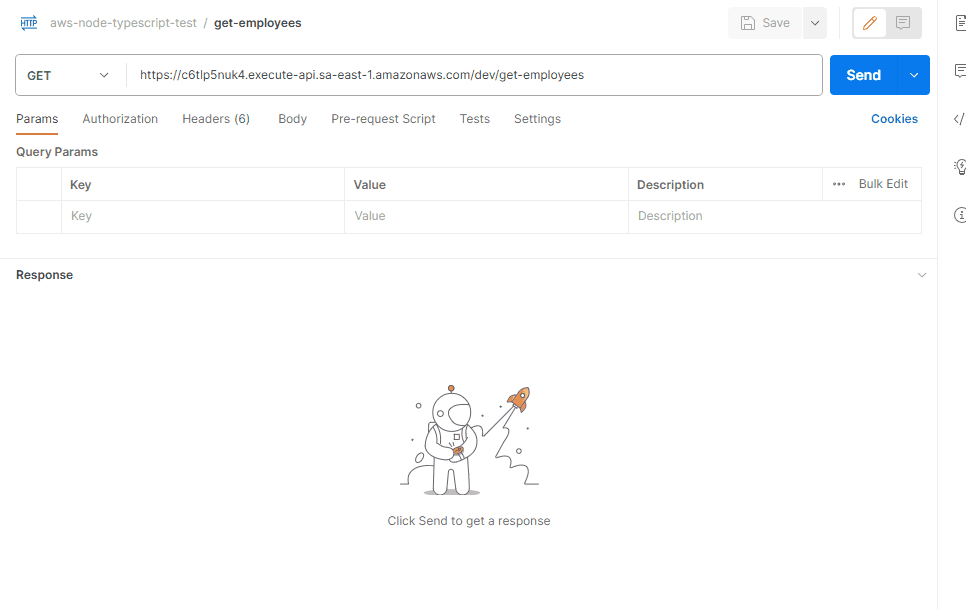 HTTP aws-node-typescript-test / get-employees Save
GET https://c6tlp5nuk4.execute-api.sa-east-1.amazonaws.com/dev/get-employees Send
Params Authorization Headers (6) Body Pre-request Script Tests Settings Cookies
Query Params
Key Value Description ••• Bulk Edit
Key Value Description
Response
Click Send to get a response